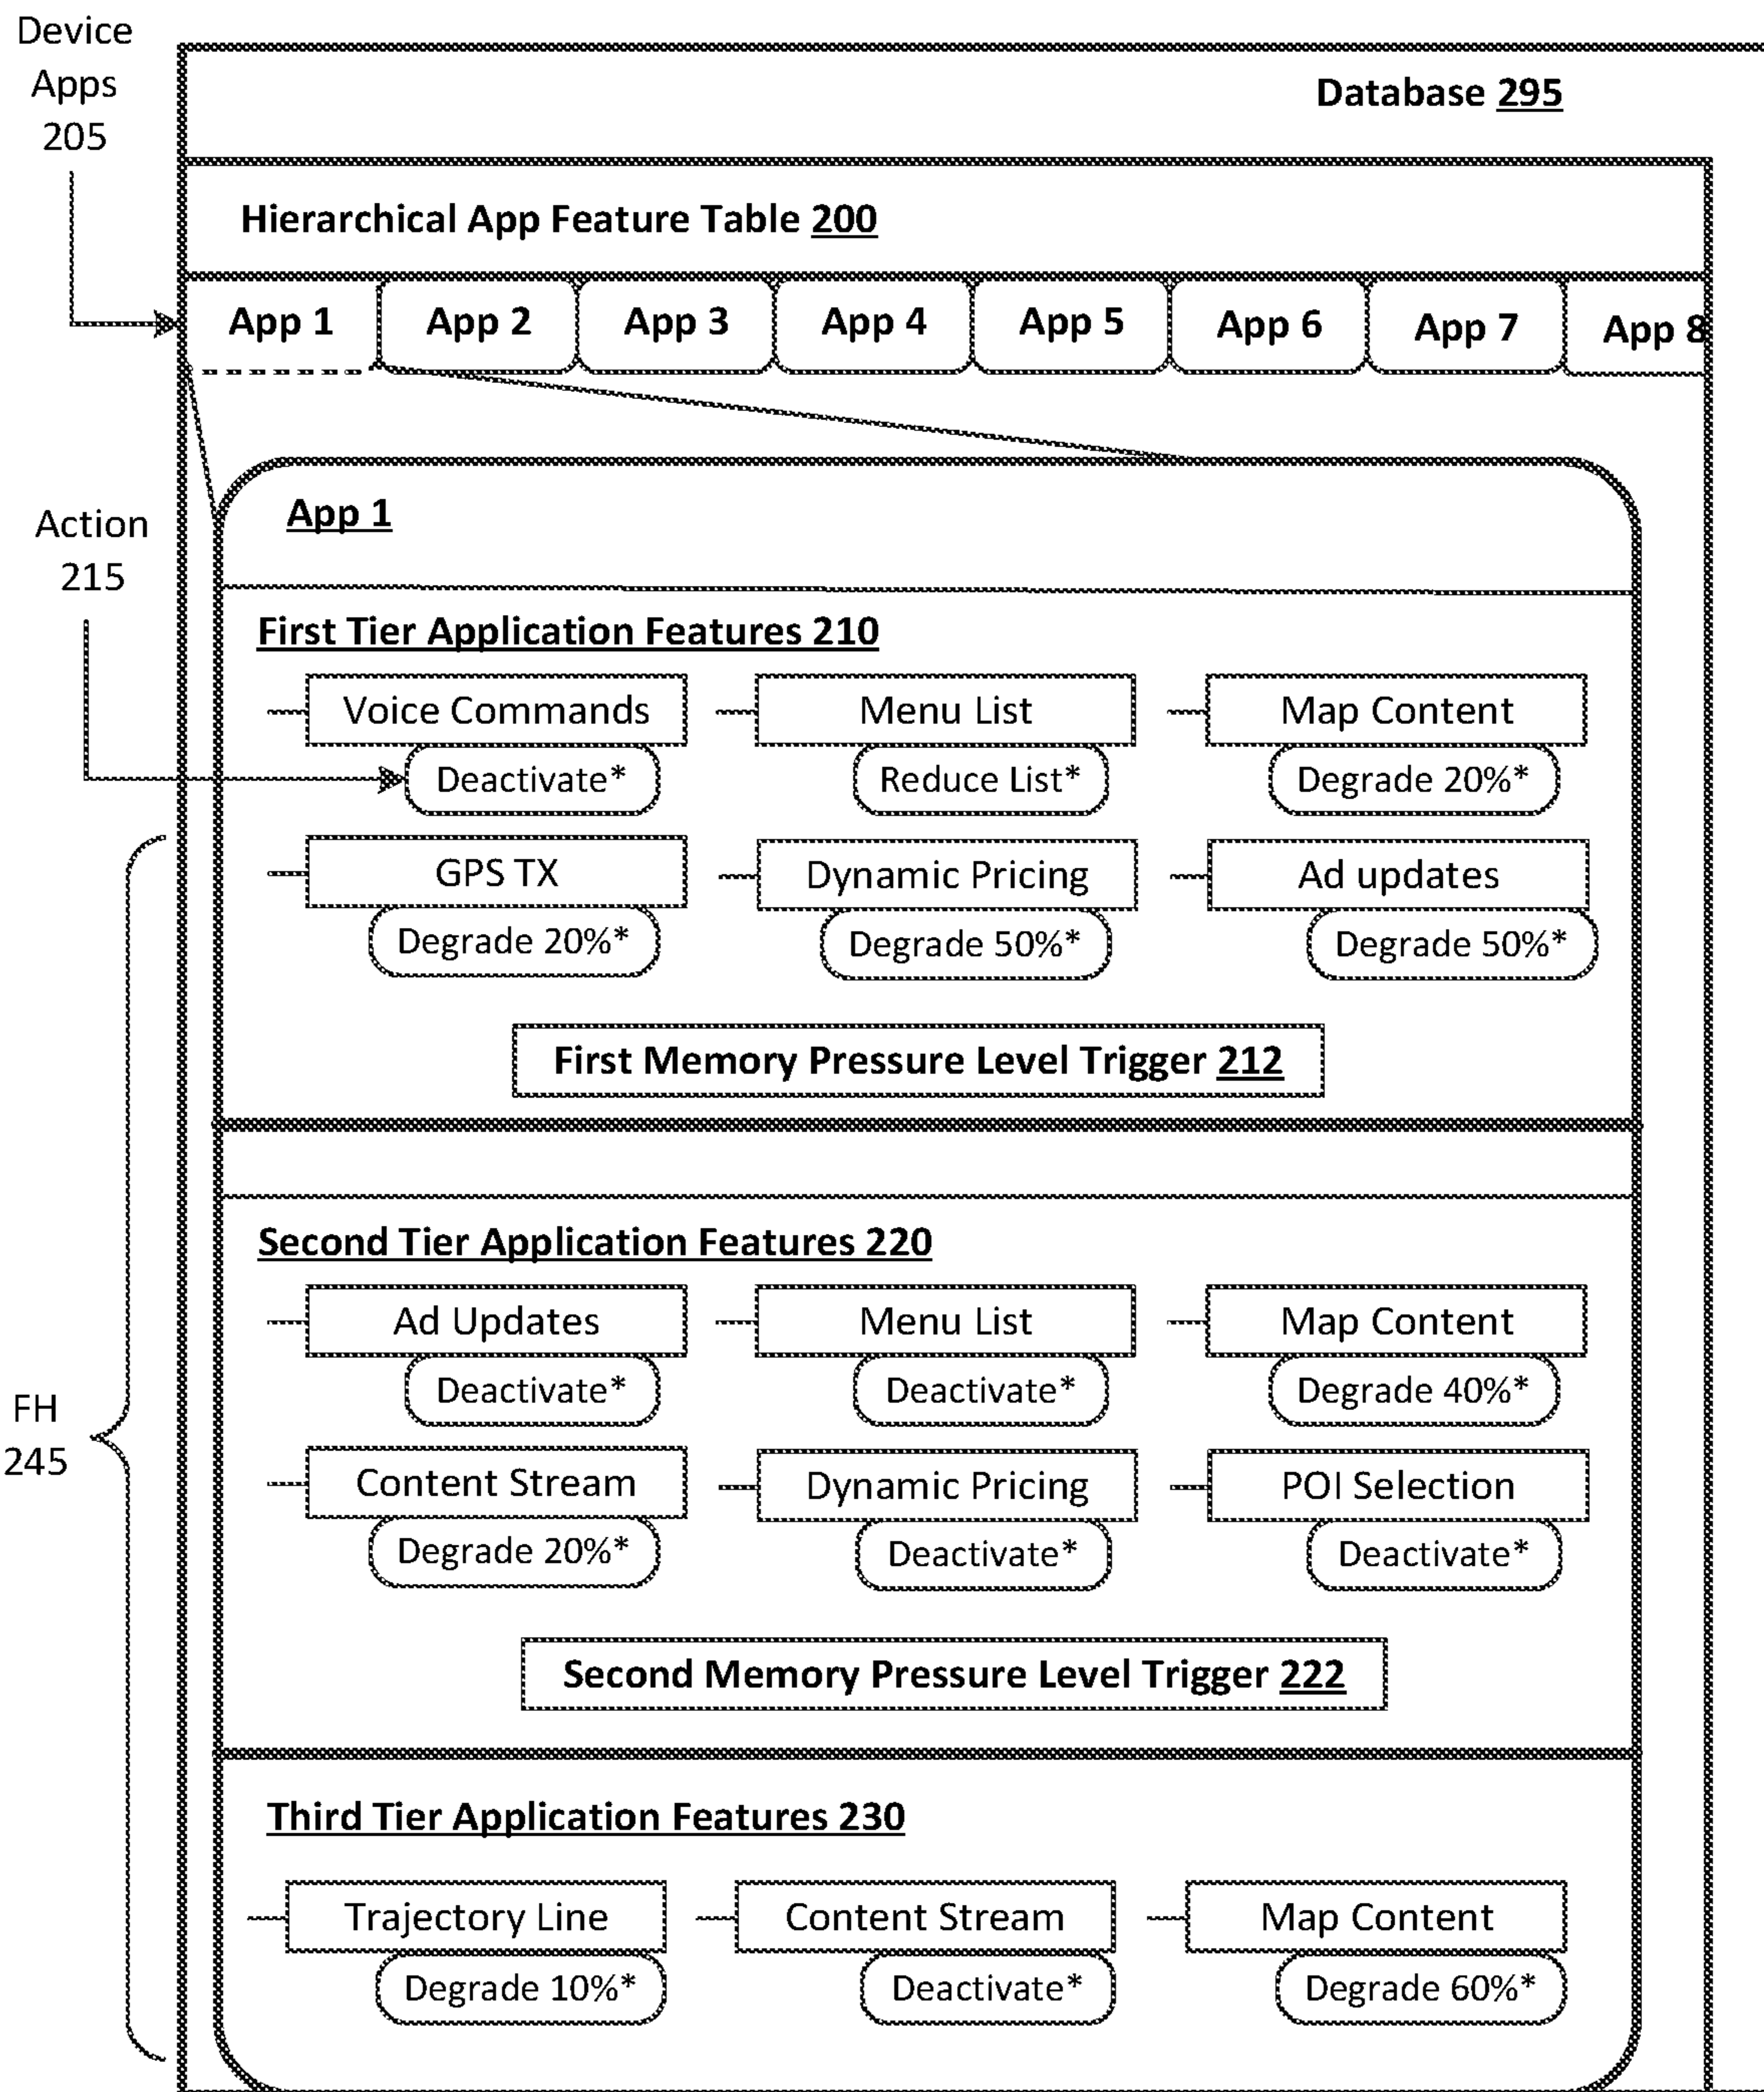 Device
Apps
205
Database 295
Hierarchical App Feature Table 200
App 1 App 2 App 3 App 4 App 5 App 6 App 7 App 8
App 1
Action
215
First Tier Application Features 210
Voice Commands Menu List Map Content
Deactivate* Reduce List* Degrade 20%*
GPS TX Dynamic Pricing Ad updates
Degrade 20%* Degrade 50%* Degrade 50%*
First Memory Pressure Level Trigger 212
Second Tier Application Features 220
Ad Updates Menu List Map Content
Deactivate* Deactivate* Degrade 40%*
FH
245
Content Stream Dynamic Pricing POI Selection
Degrade 20%* Deactivate* Deactivate*
Second Memory Pressure Level Trigger 222
Third Tier Application Features 230
Trajectory Line Content Stream Map Content
Degrade 10%* Deactivate* Degrade 60%*